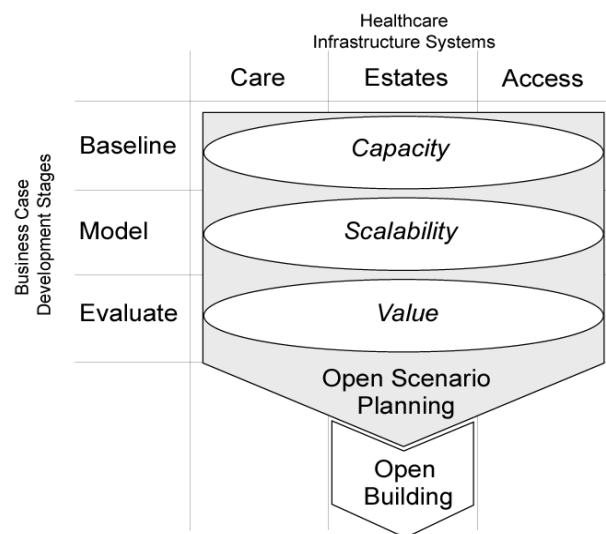 Healthcare
Infrastructure Systems
Care Estates Access
Business Case
Development Stages
Baseline Capacity
Model Scalability
Evaluate Value
Open Scenario
Planning
Open
Building